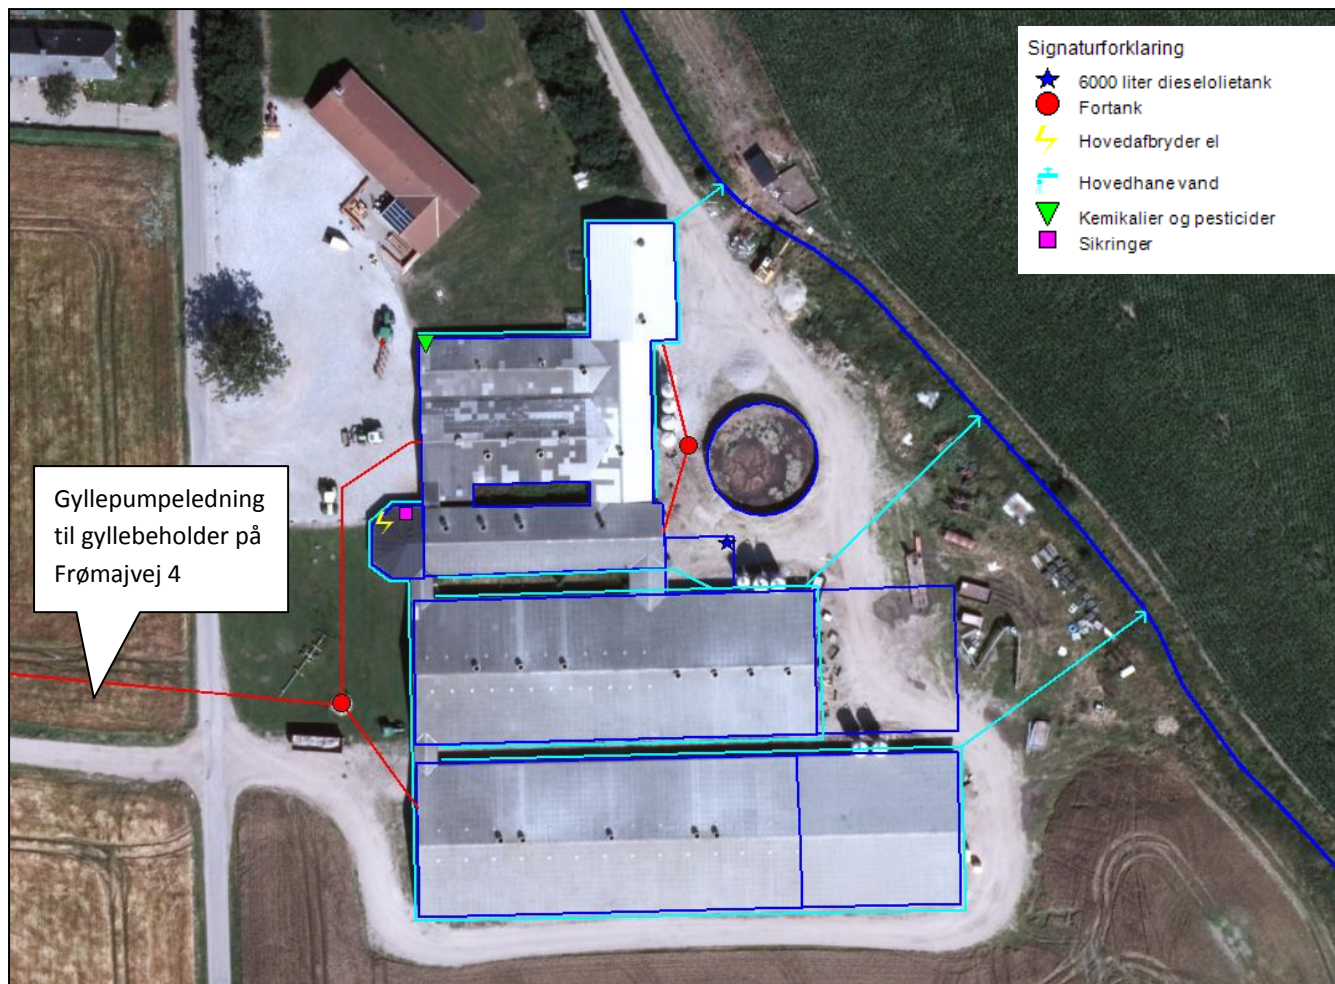 Signaturforklaring
6000 liter dieselolietank
Fortank
Hovedafbryder el
Hovedhane vand
Kemikalier og pesticider
Sikringer
Gyllepumpeledning
til gyllebeholder på
Frømajvej 4